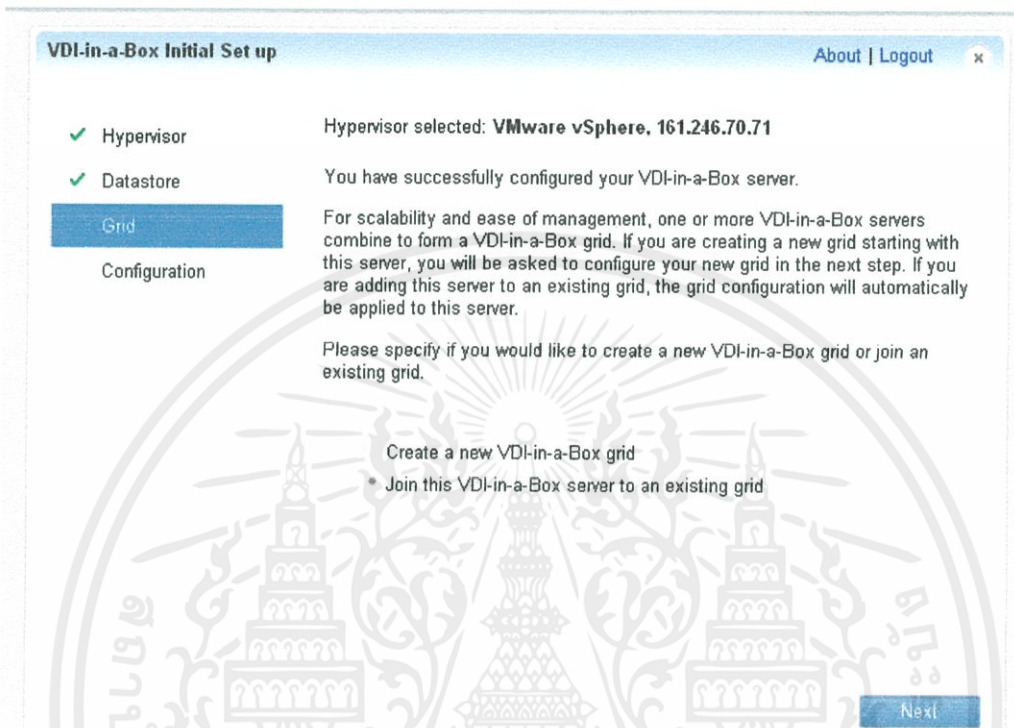 VDI-in-a-Box Initial Set up
About | Logout x
✓ Hypervisor
✓ Datastore
Grid
Configuration
Hypervisor selected: VMware vSphere, 161.246.70.71
You have successfully configured your VDI-in-a-Box server.
For scalability and ease of management, one or more VDI-in-a-Box servers
combine to form a VDI-in-a-Box grid. If you are creating a new grid starting with
this server, you will be asked to configure your new grid in the next step. If you
are adding this server to an existing grid, the grid configuration will automatically
be applied to this server.
Please specify if you would like to create a new VDI-in-a-Box grid or join an
existing grid.
Create a new VDI-in-a-Box grid
Join this VDI-in-a-Box server to an existing grid
Next